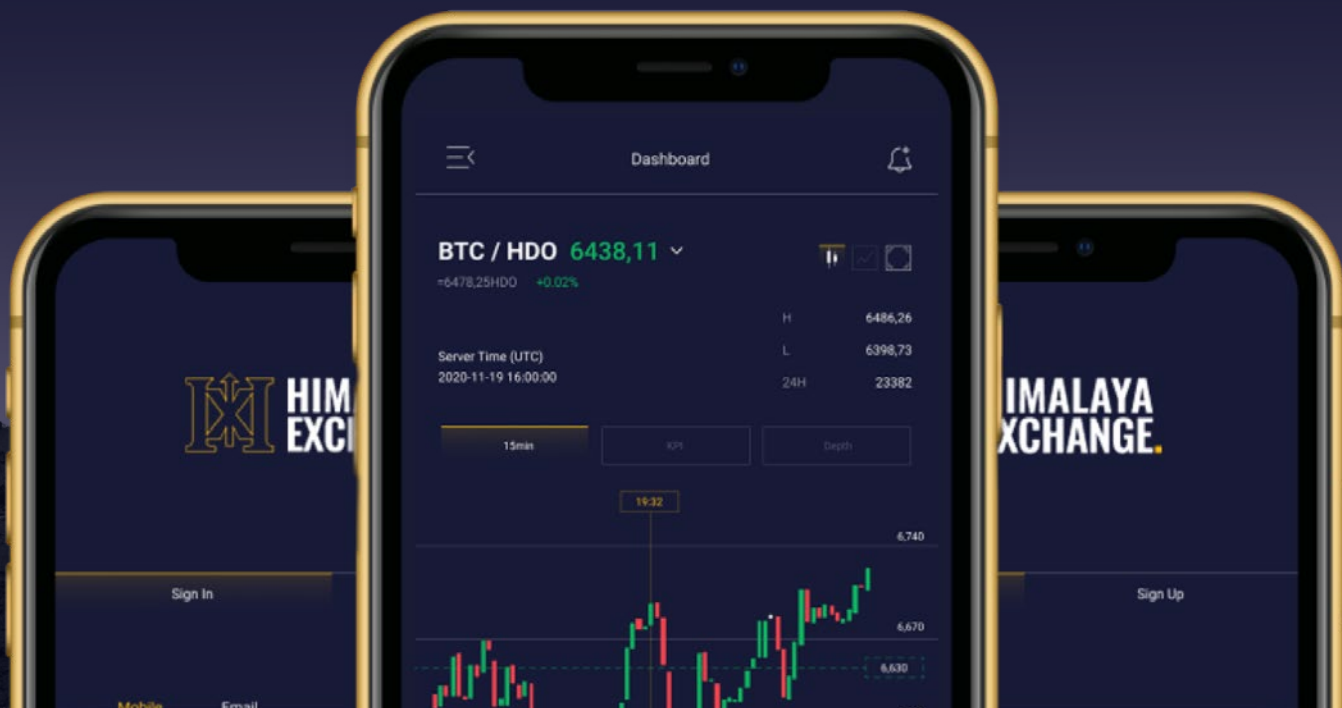 Dashboard
BTC / HDO 6438,11
=6478,25HDO +0.02%
H 6486,26
L 6398,73
24H 23382
Server Time (UTC)
2020-11-19 16:00:00
15min KPI Depth
19:32
6,740
6,670
6,630
HIM
EXCI
Sign In
Mobile Email
IMALAYA
XCHANGE.
Sign Up